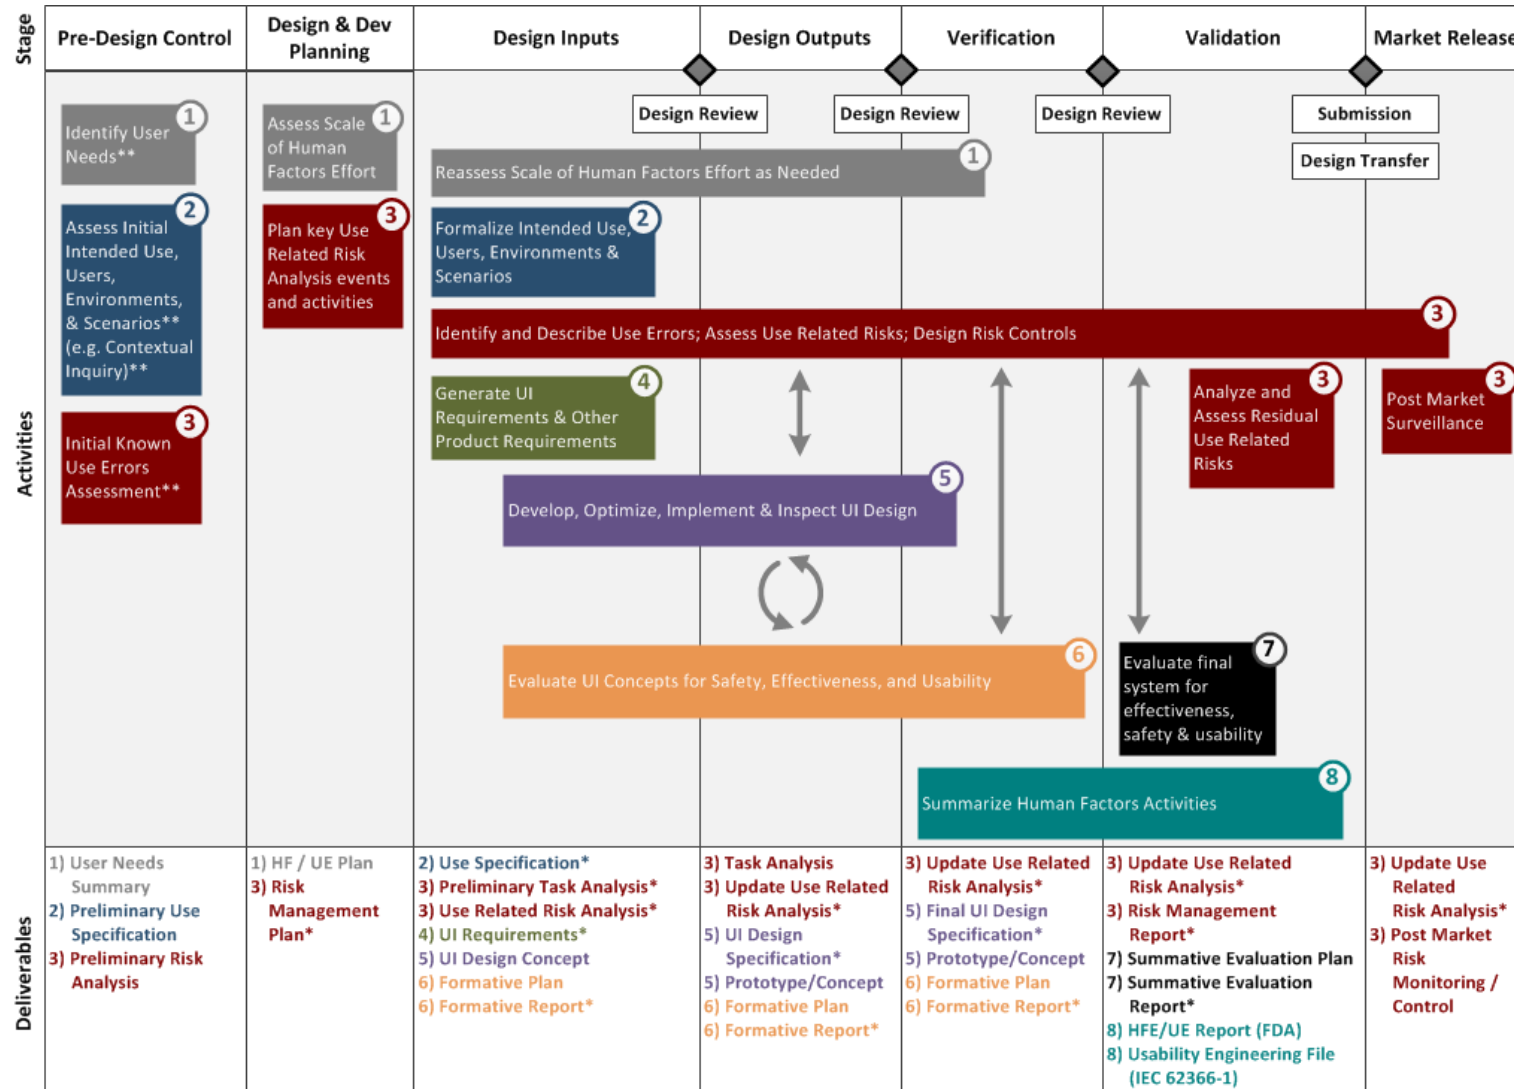 Stage
Pre-Design Control
Design & Dev
Planning
Design Inputs
Design Outputs
Verification
Validation
Market Release
Activities
Design Review
Design Review
Design Review
Submission
Design Transfer
1
Identify User
Needs**
1
Assess Scale
of Human
Factors Effort
1
Reassess Scale of Human Factors Effort as Needed
2
Assess Initial
Intended Use,
Users,
Environments,
& Scenarios**
(e.g. Contextual
Inquiry)**
3
Plan key Use
Related Risk
Analysis events
and activities
2
Formalize Intended Use,
Users, Environments &
Scenarios
3
Identify and Describe Use Errors; Assess Use Related Risks; Design Risk Controls
3
Initial Known
Use Errors
Assessment**
4
Generate UI
Requirements & Other
Product Requirements
3
Analyze and
Assess Residual
Use Related
Risks
3
Post Market
Surveillance
5
Develop, Optimize, Implement & Inspect UI Design
6
Evaluate UI Concepts for Safety, Effectiveness, and Usability
7
Evaluate final
system for
effectiveness,
safety & usability
8
Summarize Human Factors Activities
Deliverables
1) User Needs
Summary
2) Preliminary Use
Specification
3) Preliminary Risk
Analysis
1) HF / UE Plan
3) Risk
Management
Plan*
2) Use Specification*
3) Preliminary Task Analysis*
3) Use Related Risk Analysis*
4) UI Requirements*
5) UI Design Concept
6) Formative Plan
6) Formative Report*
3) Task Analysis
3) Update Use Related
Risk Analysis*
5) UI Design
Specification*
5) Prototype/Concept
6) Formative Plan
6) Formative Report*
3) Update Use Related
Risk Analysis*
5) Final UI Design
Specification*
5) Prototype/Concept
6) Formative Plan
6) Formative Report*
3) Update Use Related
Risk Analysis*
3) Risk Management
Report*
7) Summative Evaluation Plan
7) Summative Evaluation
Report*
8) HFE/UE Report (FDA)
8) Usability Engineering File
(IEC 62366-1)
3) Update Use
Related
Risk Analysis*
3) Post Market
Risk
Monitoring /
Control